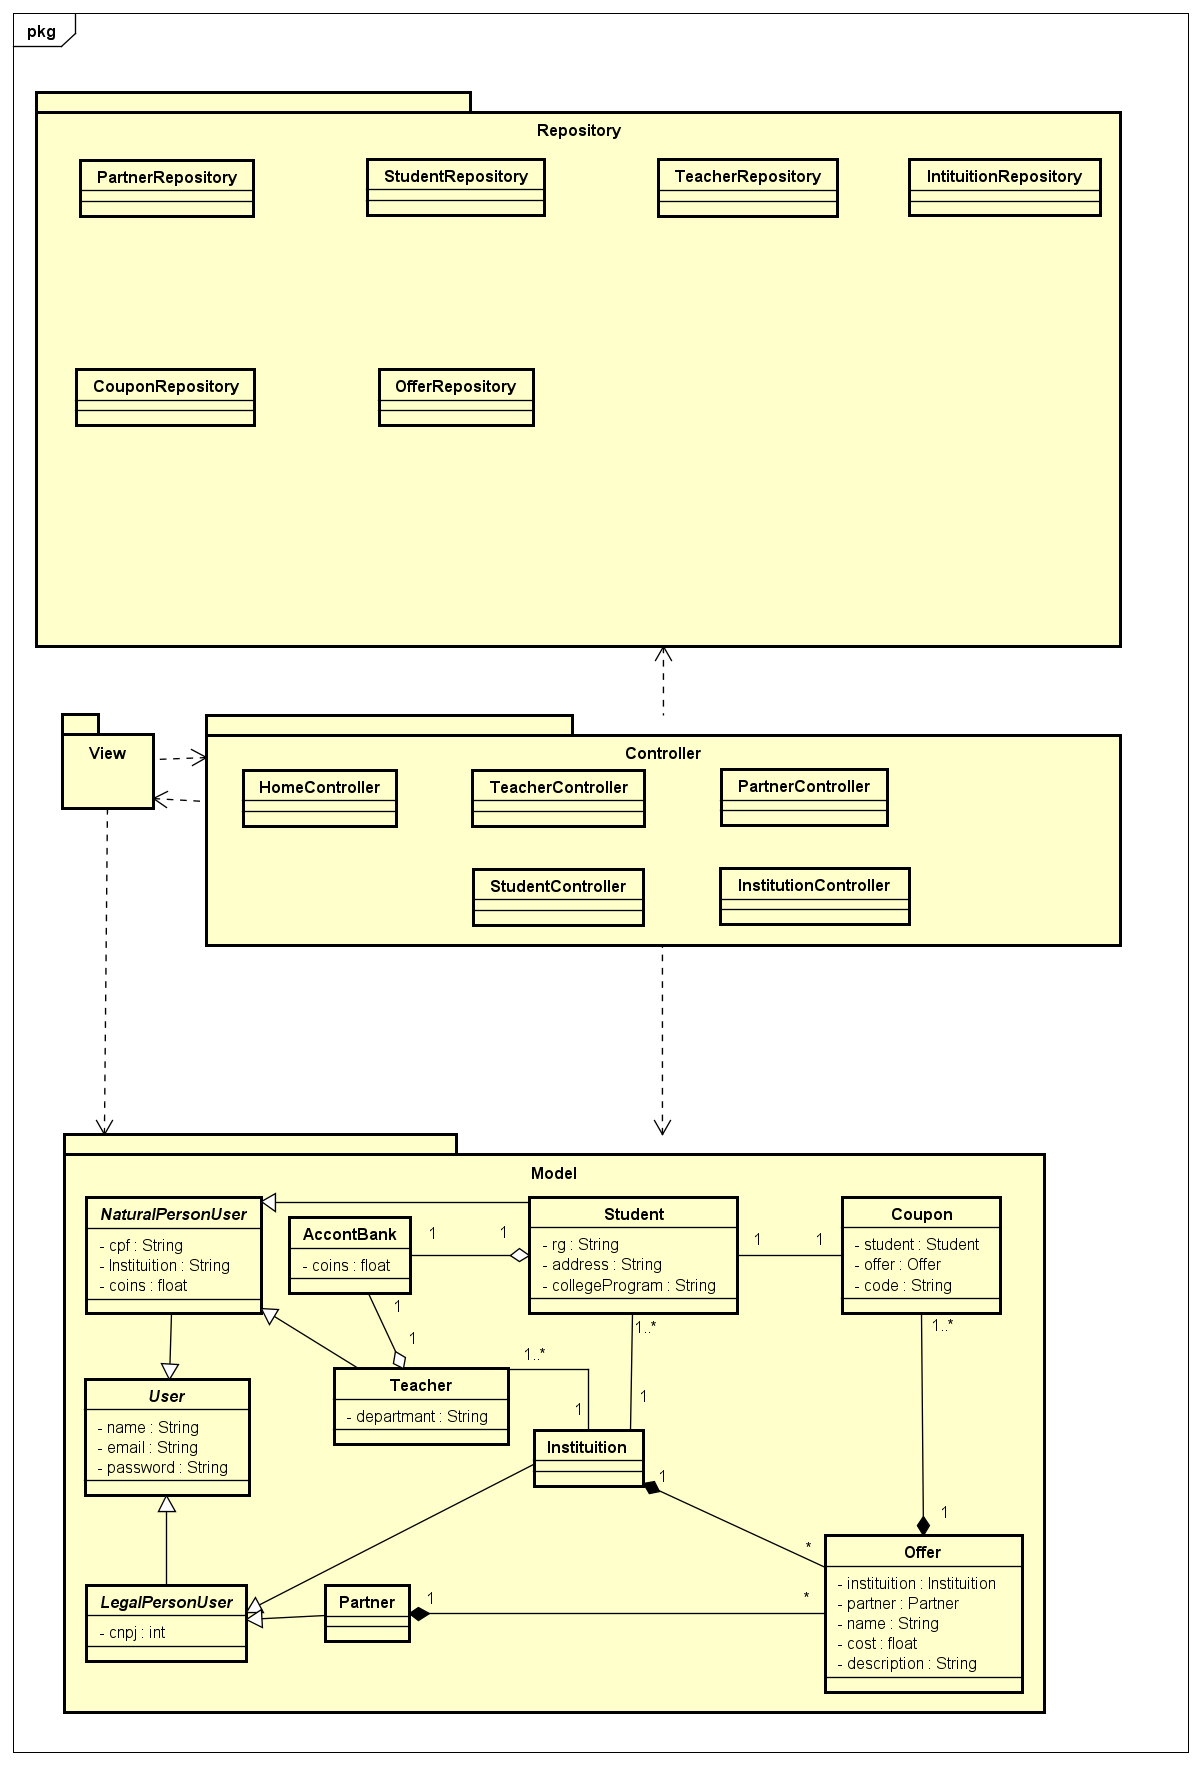 pkg
Repository
PartnerRepository
StudentRepository
TeacherRepository
IntituitionRepository
CouponRepository
OfferRepository
View
Controller
HomeController
TeacherController
PartnerController
StudentController
InstitutionController
Model
NaturalPersonUser
- cpf : String
- Instituition : String
- coins : float
AccontBank
- coins : float
1
1
Student
- rg : String
- address : String
- collegeProgram : String
1
1
Coupon
- student : Student
- offer : Offer
- code : String
1
1
1..*
1..*
1..*
1
1
User
- name : String
- email : String
- password : String
Teacher
- departmant : String
Instituition
1
1
*
Offer
- instituition : Instituition
- partner : Partner
- name : String
- cost : float
- description : String
LegalPersonUser
- cnpj : int
Partner
1
*